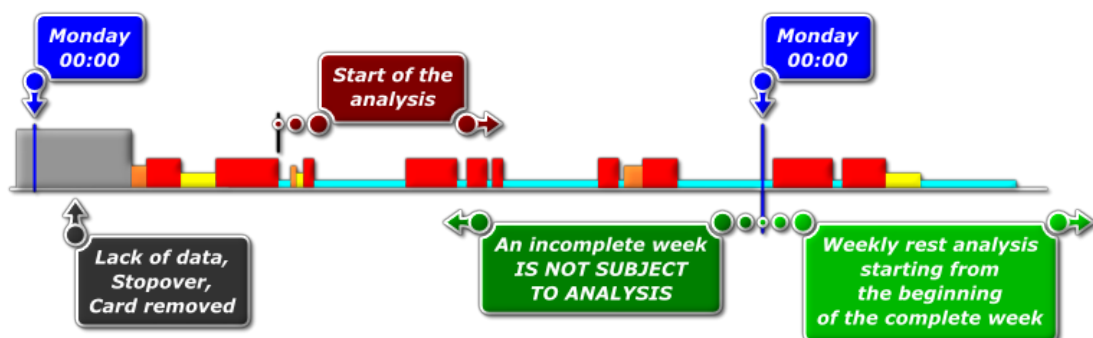 Monday
00:00
Start of the
analysis
Monday
00:00
Lack of data,
Stopover,
Card removed
An incomplete week
IS NOT SUBJECT
TO ANALYSIS
Weekly rest analysis
starting from
the beginning
of the complete week